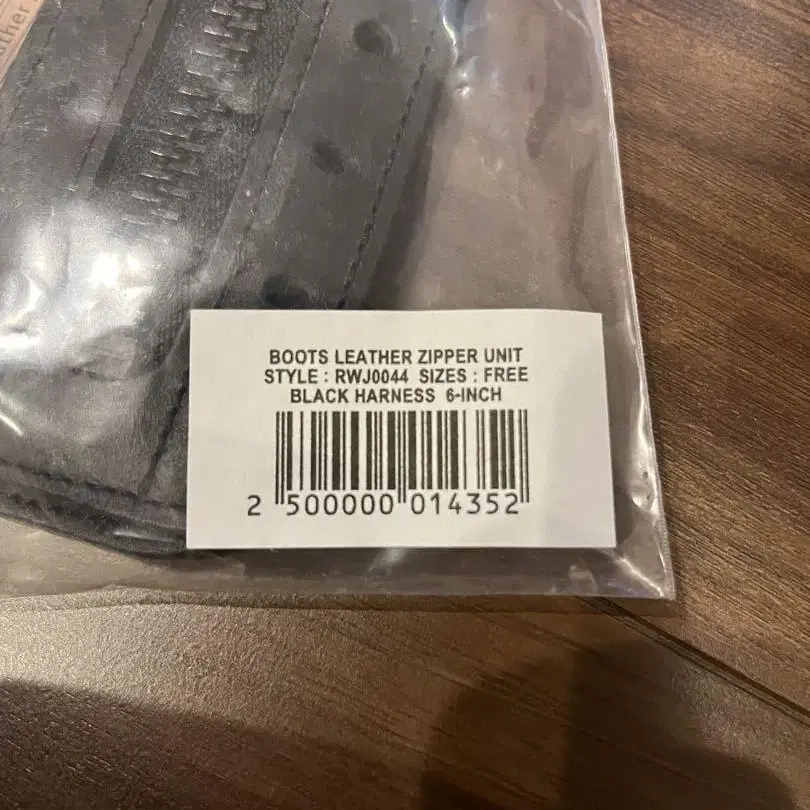 BOOTS LEATHER ZIPPER UNIT
STYLE : RWJ0044 SIZES : FREE
BLACK HARNESS 6-INCH
2 500000 014352